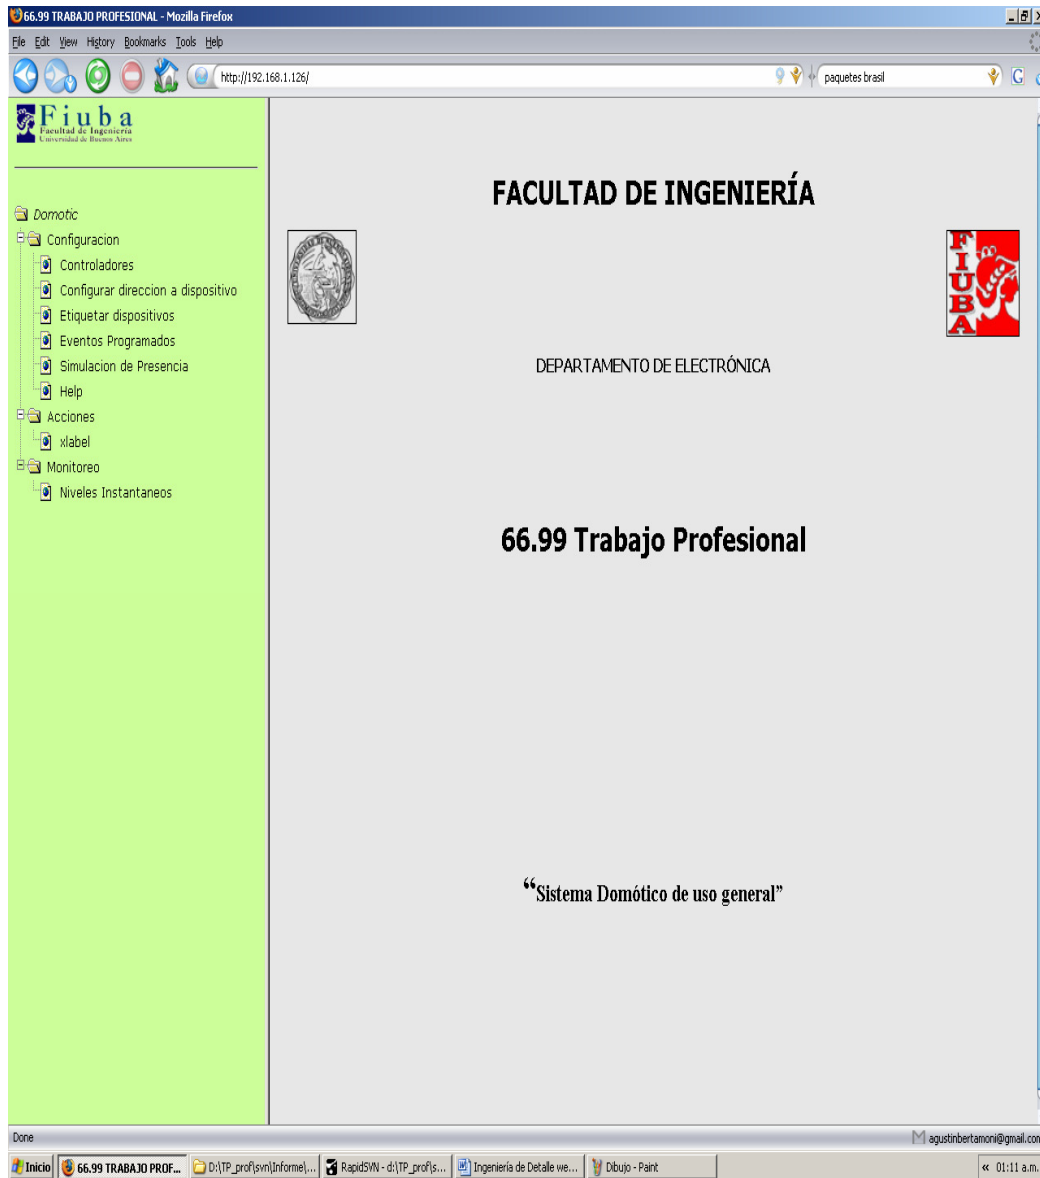 66.99 TRABAJO PROFESIONAL - Mozilla Firefox
File Edit View History Bookmarks Tools Help
http://192.168.1.126/
paquetes brasil
G
Fiuba
Facultad de Ingeniería
Universidad de Buenos Aires
Domotic
Configuracion
Controladores
Configurar direccion a dispositivo
Etiquetar dispositivos
Eventos Programados
Simulacion de Presencia
Help
Acciones
xlabel
Monitoreo
Niveles Instantaneos
FACULTAD DE INGENIERÍA
FIUBA
DEPARTAMENTO DE ELECTRÓNICA
66.99 Trabajo Profesional
“Sistema Domótico de uso general”
Done
agustinbertamoni@gmail.com
Inicio
66.99 TRABAJO PROF...
D:\TP_prof\svn\Informe\...
RapidSVN - d:\TP_prof\s...
Ingeniería de Detalle we...
Dibujo - Paint
« 01:11 a.m.